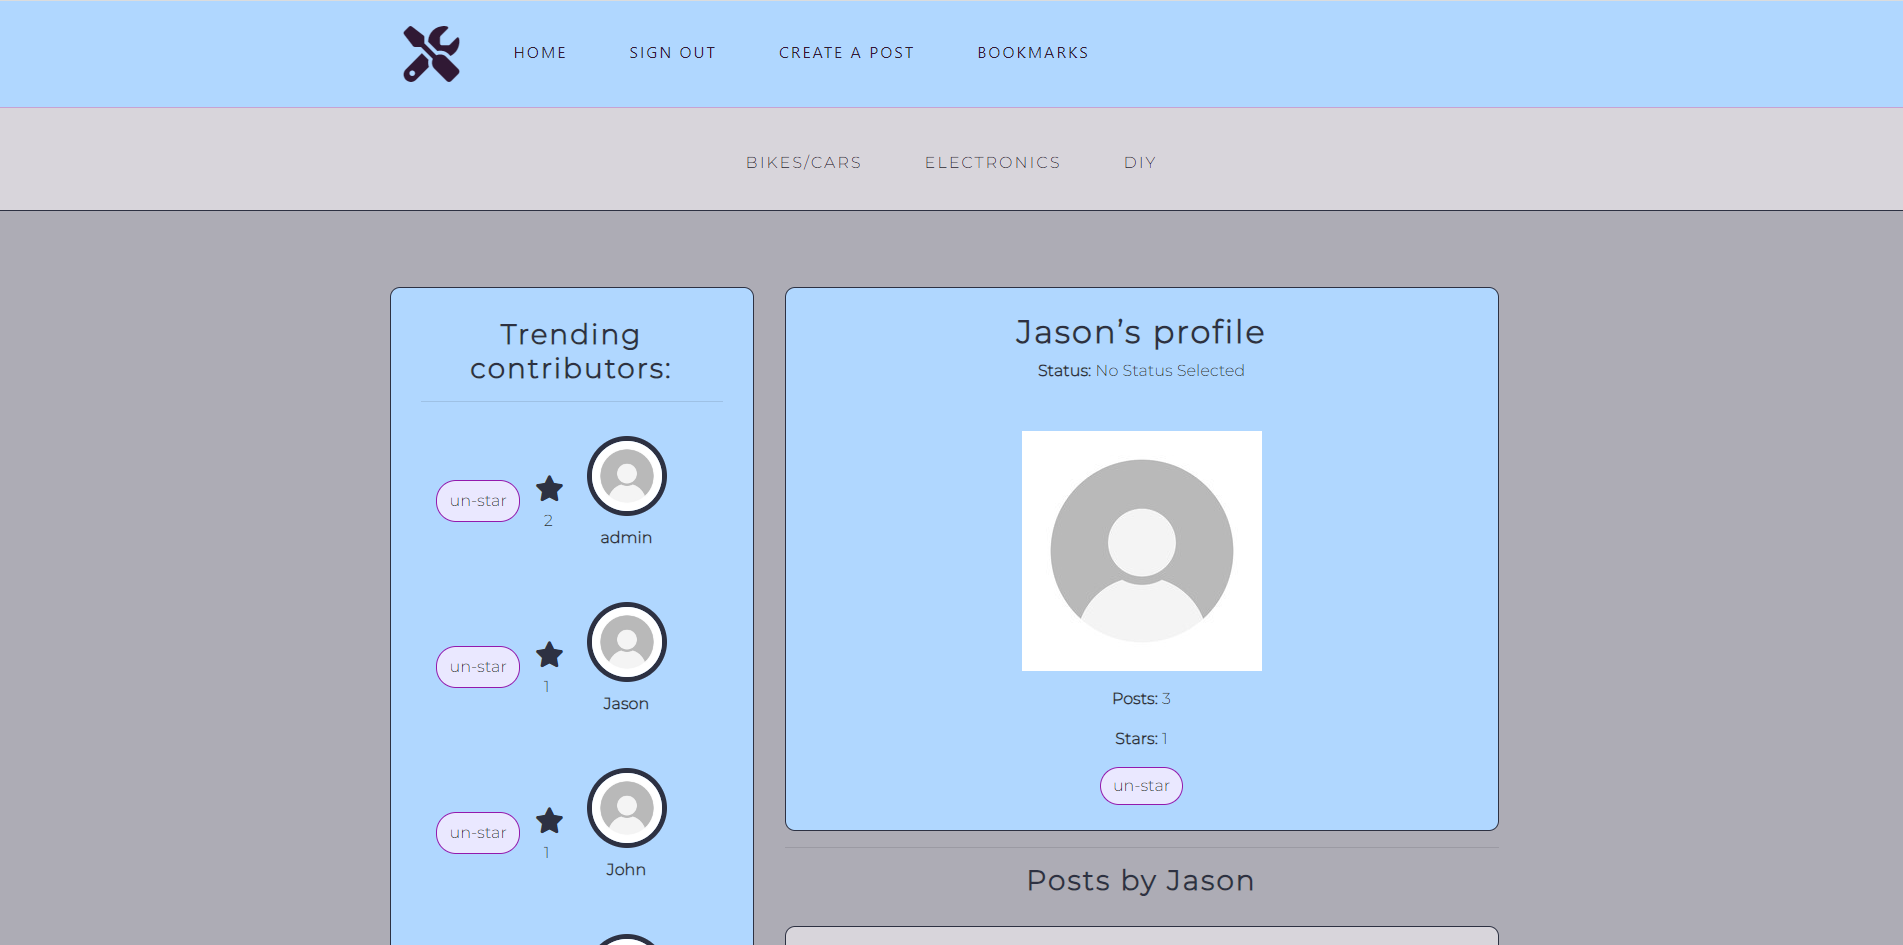 HOME SIGN OUT CREATE A POST BOOKMARKS
BIKES/CARS ELECTRONICS DIY
Trending
contributors:
un-star
2
admin
un-star
1
Jason
un-star
1
John
Jason’s profile
Status: No Status Selected
Posts: 3
Stars: 1
un-star
Posts by Jason